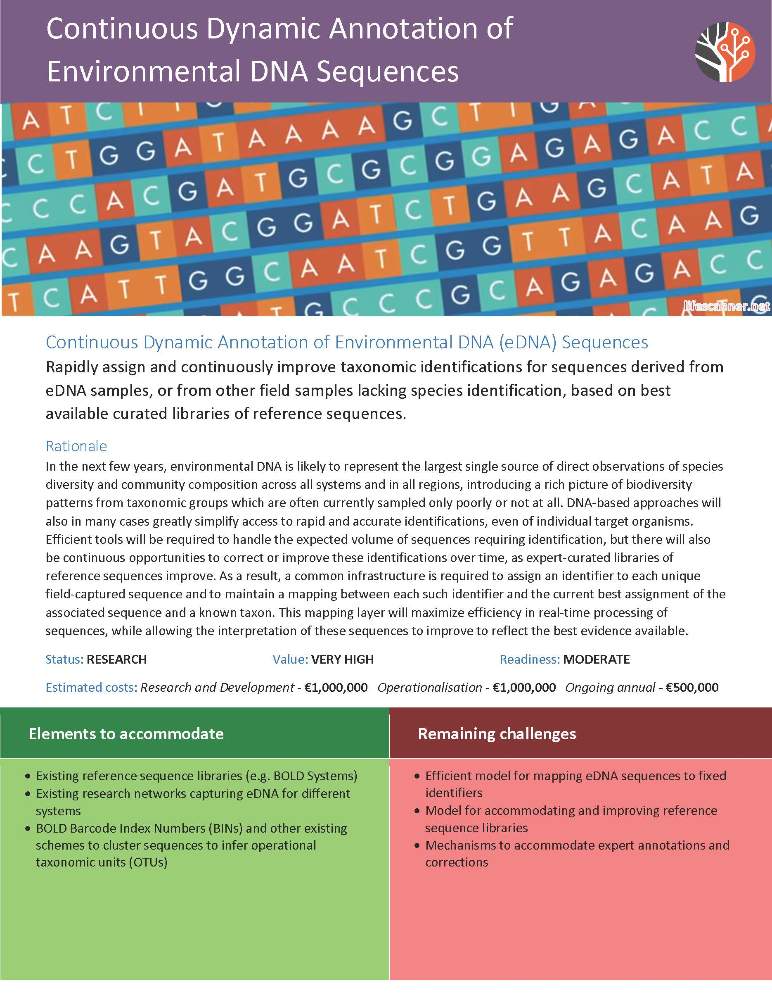 Continuous Dynamic Annotation of
Environmental DNA Sequences
A T C T T G
C T G G A T A A A A G C T T G A C
C C C A C G A T G C G C G G A G A G A C C A
C A A G T A C G G A T C T G A A G C A T A
T C A T T G G C A A T C G G T T A C A A G
T G C C C G C A G A G A C C
lifescanner.net
Continuous Dynamic Annotation of Environmental DNA (eDNA) Sequences
Rapidly assign and continuously improve taxonomic identifications for sequences derived from
eDNA samples, or from other field samples lacking species identification, based on best
available curated libraries of reference sequences.
Rationale
In the next few years, environmental DNA is likely to represent the largest single source of direct observations of species
diversity and community composition across all systems and in all regions, introducing a rich picture of biodiversity
patterns from taxonomic groups which are often currently sampled only poorly or not at all. DNA-based approaches will
also in many cases greatly simplify access to rapid and accurate identifications, even of individual target organisms.
Efficient tools will be required to handle the expected volume of sequences requiring identification, but there will also
be continuous opportunities to correct or improve these identifications over time, as expert-curated libraries of
reference sequences improve. As a result, a common infrastructure is required to assign an identifier to each unique
field-captured sequence and to maintain a mapping between each such identifier and the current best assignment of the
associated sequence and a known taxon. This mapping layer will maximize efficiency in real-time processing of
sequences, while allowing the interpretation of these sequences to improve to reflect the best evidence available.
Status: RESEARCH Value: VERY HIGH Readiness: MODERATE
Estimated costs: Research and Development - €1,000,000 Operationalisation - €1,000,000 Ongoing annual - €500,000
Elements to accommodate
• Existing reference sequence libraries (e.g. BOLD Systems)
• Existing research networks capturing eDNA for different
systems
• BOLD Barcode Index Numbers (BINs) and other existing
schemes to cluster sequences to infer operational
taxonomic units (OTUs)
Remaining challenges
• Efficient model for mapping eDNA sequences to fixed
identifiers
• Model for accommodating and improving reference
sequence libraries
• Mechanisms to accommodate expert annotations and
corrections